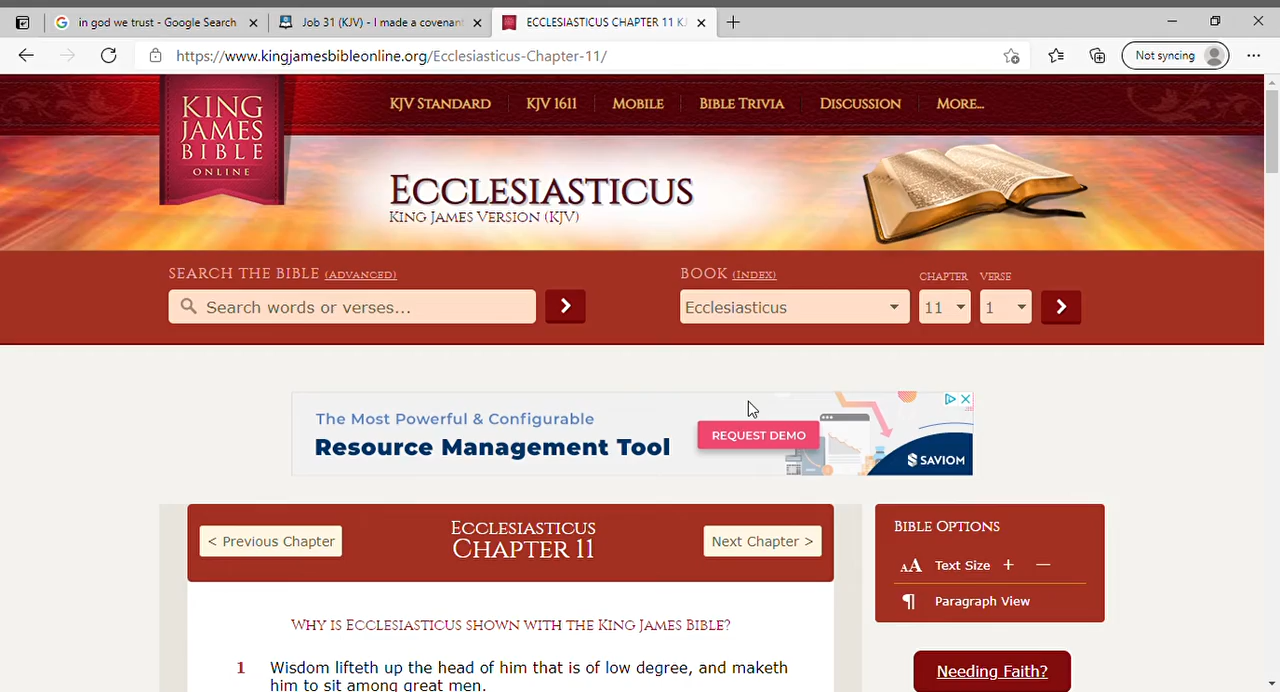 in god we trust - Google Search
Job 31 (KJV) - I made a covenant
ECCLESIASTICUS CHAPTER 11 K
Not syncing
https://www.kingjamesbibleonline.org/Ecclesiasticus-Chapter-11/
KING
JAMES
BIBLE
ONLINE
KJV STANDARD
KJV 1611
MOBILE
BIBLE TRIVIA
DISCUSSION
MORE...
ECCLESIASTICUS
KING JAMES VERSION (KJV)
SEARCH THE BIBLE (ADVANCED)
BOOK (INDEX)
CHAPTER
VERSE
Search words or verses...
Ecclesiasticus
11
1
The Most Powerful & Configurable
Resource Management Tool
REQUEST DEMO
SAVIOM
< Previous Chapter
ECCLESIASTICUS
CHAPTER 11
Next Chapter >
BIBLE OPTIONS
AA Text Size + —
¶ Paragraph View
WHY IS ECCLESIASTICUS SHOWN WITH THE KING JAMES BIBLE?
1 Wisdom lifteth up the head of him that is of low degree, and maketh
him to sit among great men.
Needing Faith?